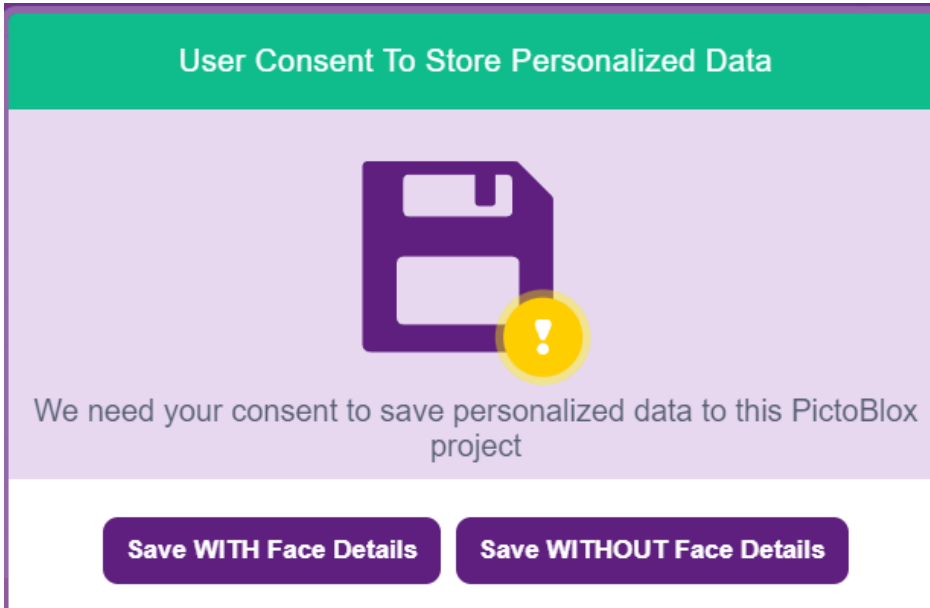 User Consent To Store Personalized Data
We need your consent to save personalized data to this PictoBlox
project
Save WITH Face Details
Save WITHOUT Face Details